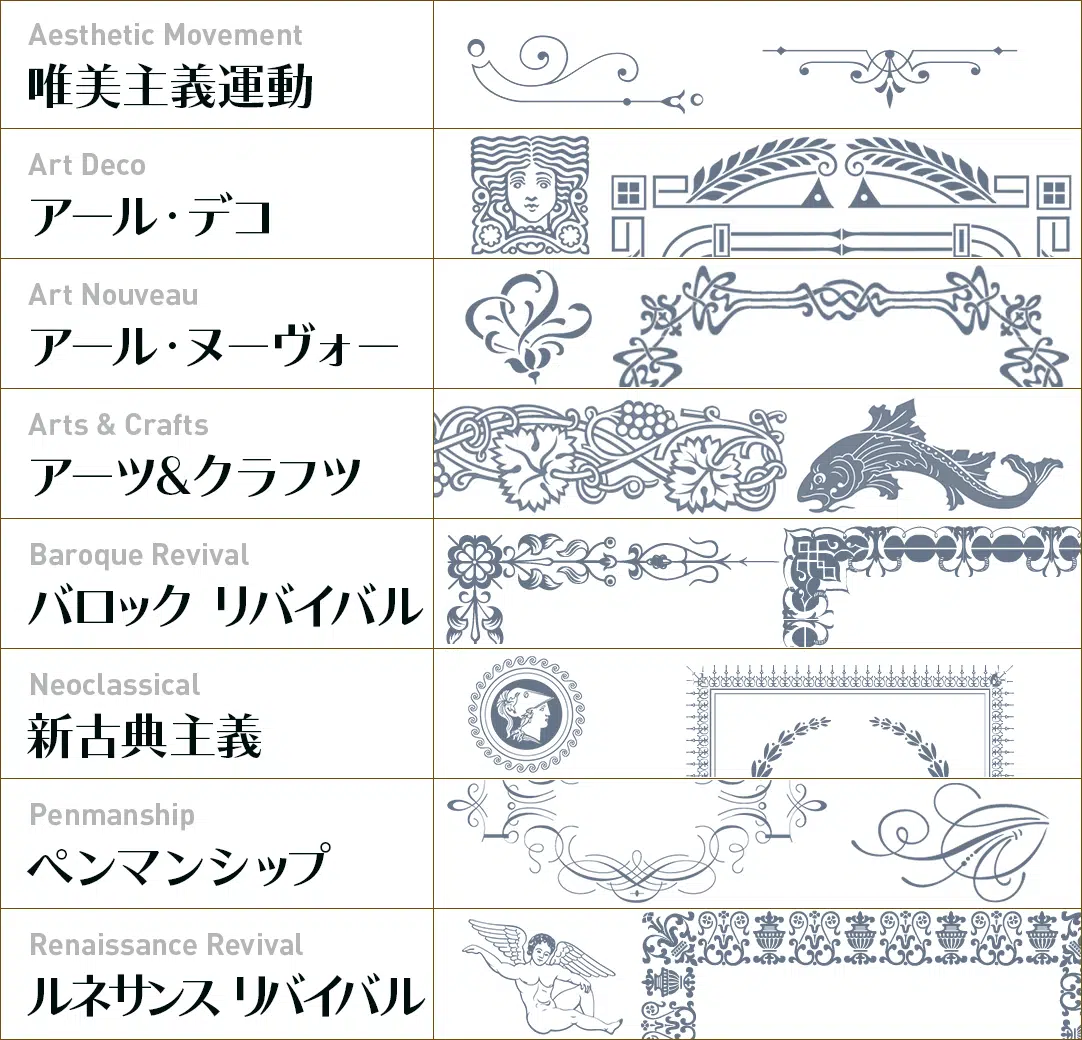 Aesthetic Movement
唯美主義運動
Art Deco
アール・デコ
Art Nouveau
アール・ヌーヴォー
Arts & Crafts
アーツ&クラフツ
Baroque Revival
バロック リバイバル
Neoclassical
新古典主義
Penmanship
ペンマンシップ
Renaissance Revival
ルネサンス リバイバル